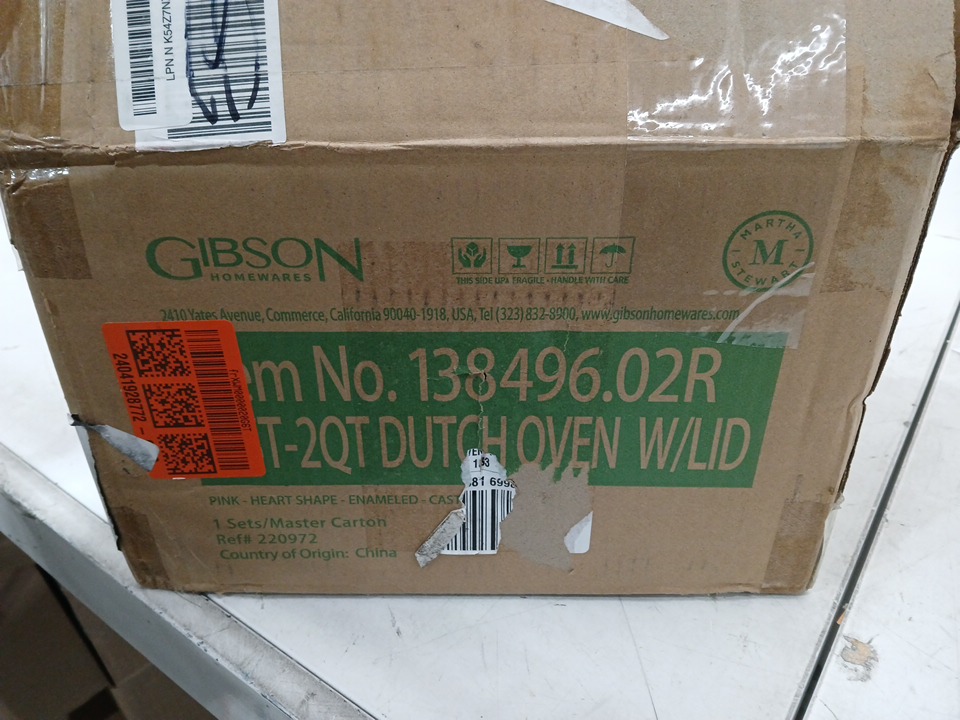 LPN N K54Z7N
GIBSON
HOMEWARES
THIS SIDE UP FRAGILE - HANDLE WITH CARE
MARTHA
M
STEWART
2410 Yates Avenue, Commerce, California 90040-1918, USA, Tel (323) 832-8900, www.gibsonhomewares.com
em No. 138496.02R
T-2QT DUTCH OVEN W/LID
PINK - HEART SHAPE - ENAMELED - CAST
1 Sets/Master Carton
Ref# 220972
Country of Origin: China
2404192877772